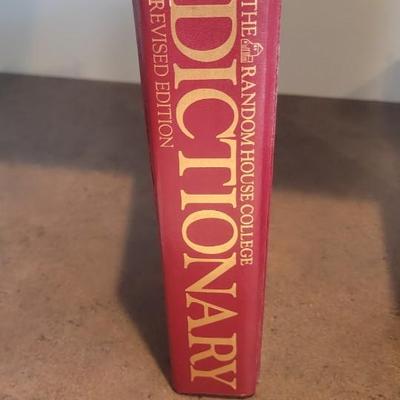 THE RANDOM HOUSE COLLEGE
DICTIONARY
REVISED EDITION